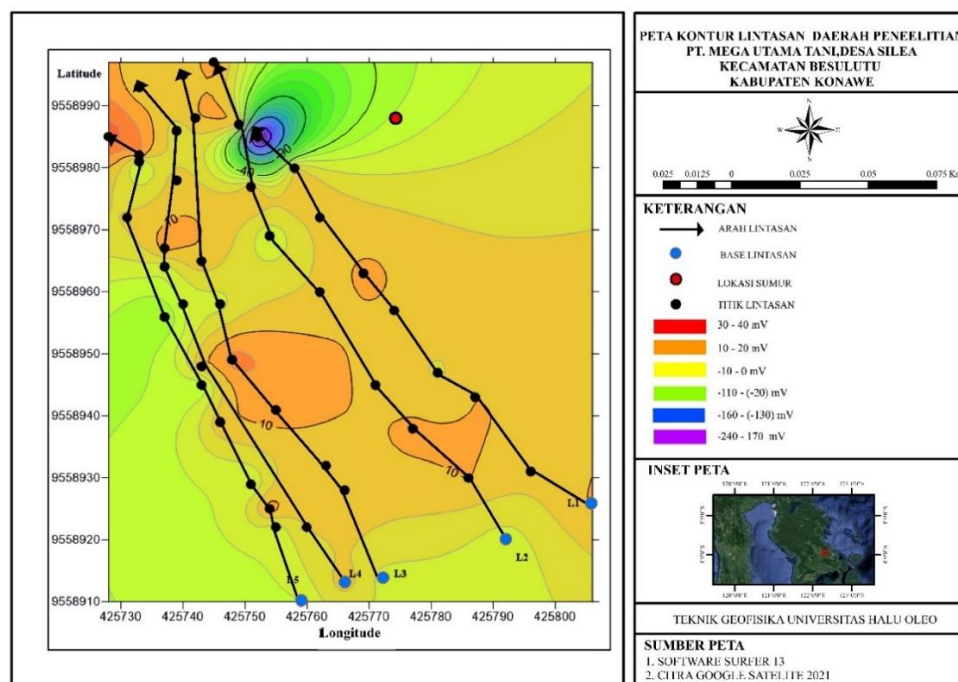 PETA KONTUR LINTASAN DAERAH PENEELITIAN
PT. MEGA UTAMA TANI,DESA SILEA
KECAMATAN BESULUTU
KABUPATEN KONAWE
N
S
0.025 0.0125 0 0.025 0.05 0.075
KETERANGAN
ARAH LINTASAN
BASE LINTASAN
LOKASI SUMUR
TITIK LINTASAN
30 - 40 mV
10 - 20 mV
-10 - 0 mV
-110 - (-20) mV
-160 - (-130) mV
-240 - 170 mV
INSET PETA
TEKNIK GEOFISIKA UNIVERSITAS HALU OLEO
SUMBER PETA
1. SOFTWARE SURFER 13
2. CITRA GOOGLE SATELITE 2021
Latitude
9558990
9558980
9558970
9558960
9558950
9558940
9558930
9558920
9558910
425730 425740 425750 425760 425770 425780 425790 425800
Longitude
-40
10
10
10
L1
L2
L3
L4
L5